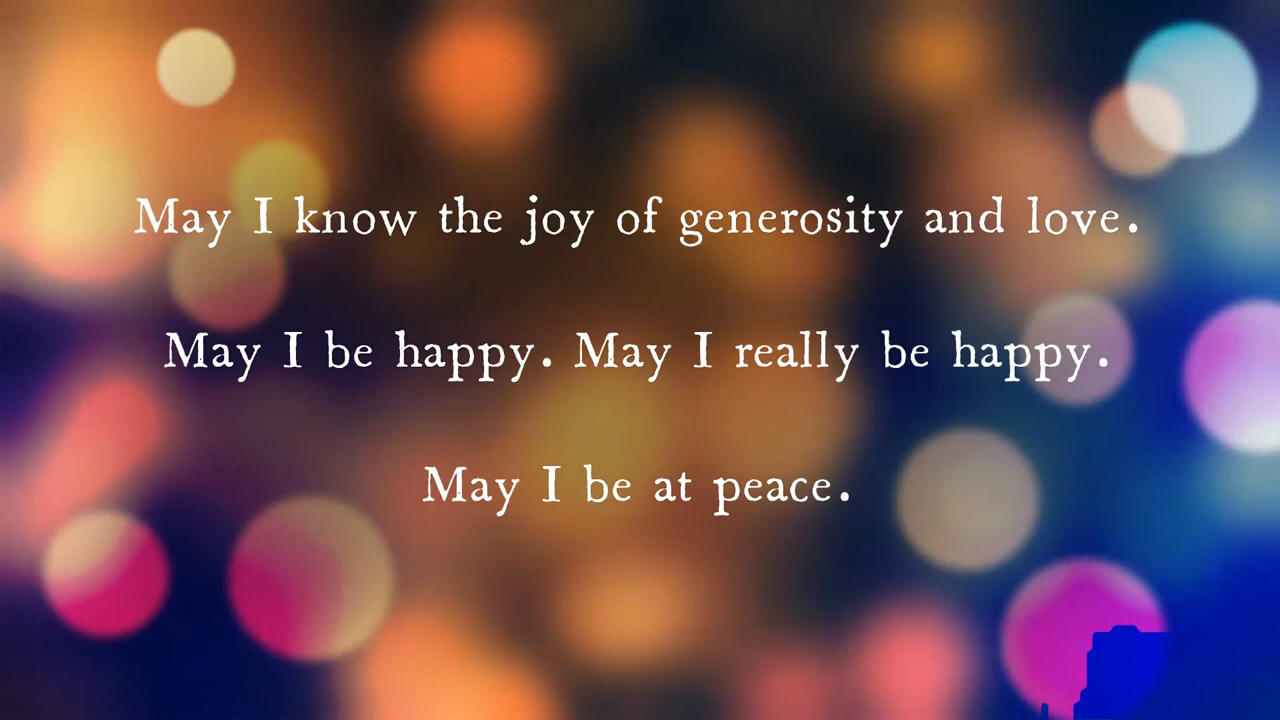 May I know the joy of generosity and love.
May I be happy. May I really be happy.
May I be at peace.